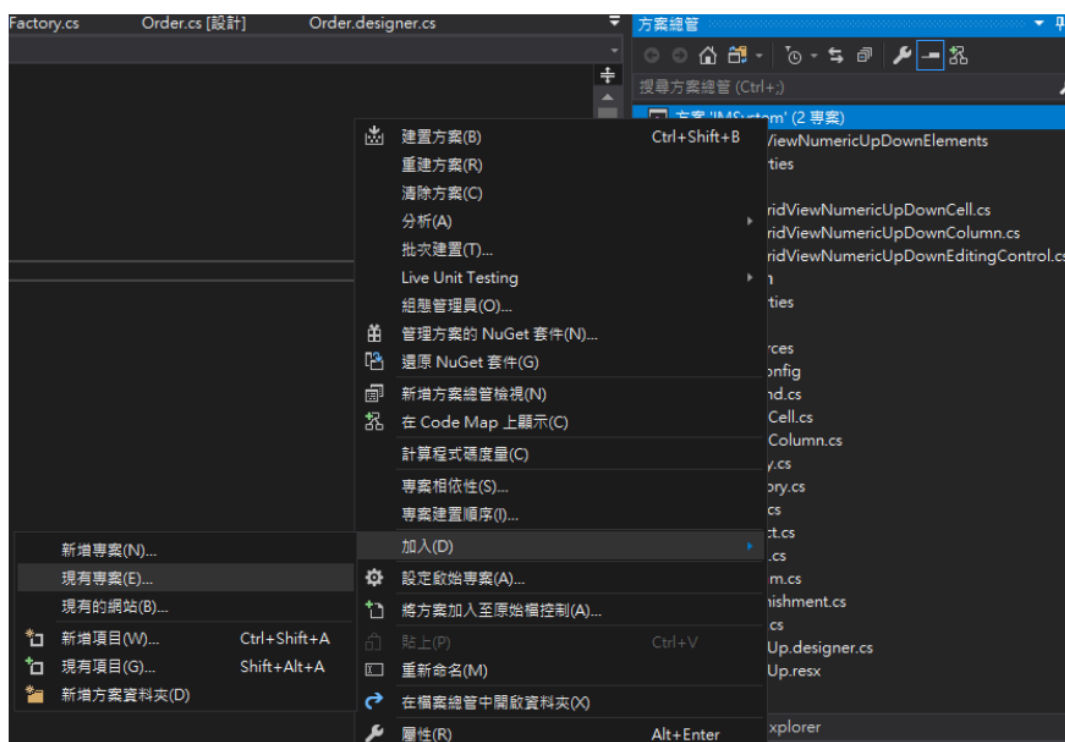 Factory.cs
Order.cs [設計]
Order.designer.cs
方案總管
搜尋方案總管 (Ctrl+;)
方案 'IMSystem' (2 專案)
ViewNumericUpDownElements
ties
ridViewNumericUpDownCell.cs
ridViewNumericUpDownColumn.cs
ridViewNumericUpDownEditingControl.cs
ties
rces
onfig
nd.cs
Cell.cs
Column.cs
y.cs
ory.cs
cs
ct.cs
.cs
m.cs
ishment.cs
.cs
Up.designer.cs
Up.resx
xplorer
建置方案(B) Ctrl+Shift+B
重建方案(R)
清除方案(C)
分析(A)
批次建置(T)...
Live Unit Testing
組態管理員(O)...
管理方案的 NuGet 套件(N)...
還原 NuGet 套件(G)
新增方案總管檢視(N)
在 Code Map 上顯示(C)
計算程式碼度量(C)
專案相依性(S)...
專案建置順序(I)...
加入(D)
設定啟始專案(A)...
將方案加入至原始檔控制(A)...
貼上(P) Ctrl+V
重新命名(M)
在檔案總管中開啟資料夾(X)
屬性(R) Alt+Enter
新增專案(N)...
現有專案(E)...
現有的網站(B)...
新增項目(W)... Ctrl+Shift+A
現有項目(G)... Shift+Alt+A
新增方案資料夾(D)